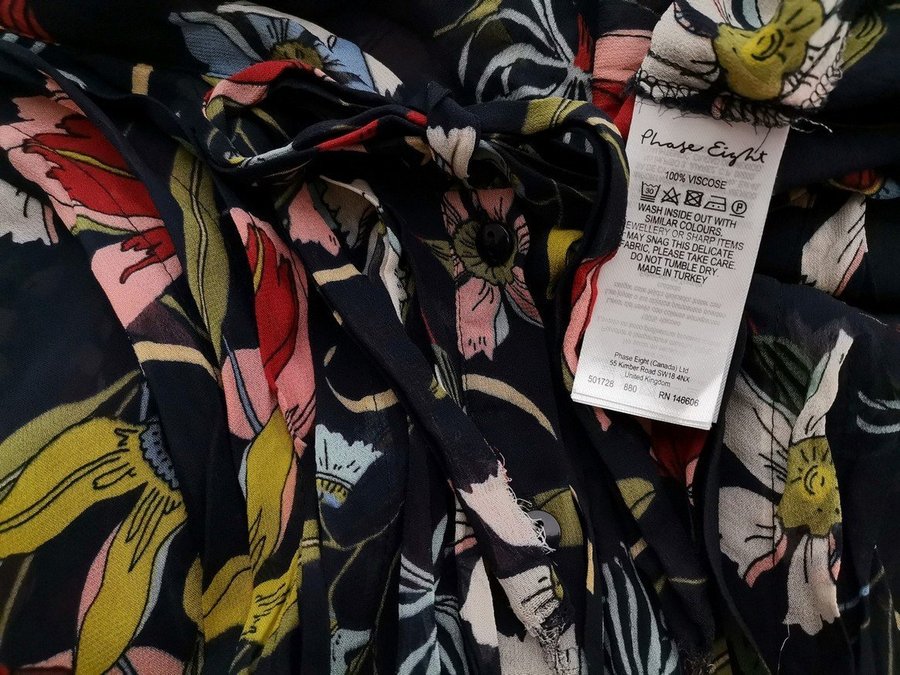 Phase Eight
100% VISCOSE
30
P
WASH INSIDE OUT WITH
SIMILAR COLOURS.
JEWELLERY OR SHARP ITEMS
MAY SNAG THIS DELICATE
FABRIC, PLEASE TAKE CARE.
DO NOT TUMBLE DRY
MADE IN TURKEY
Phase Eight (Canada) Ltd
55 Kimber Road SW18 4NX
United Kingdom
501728 880 RN 146606